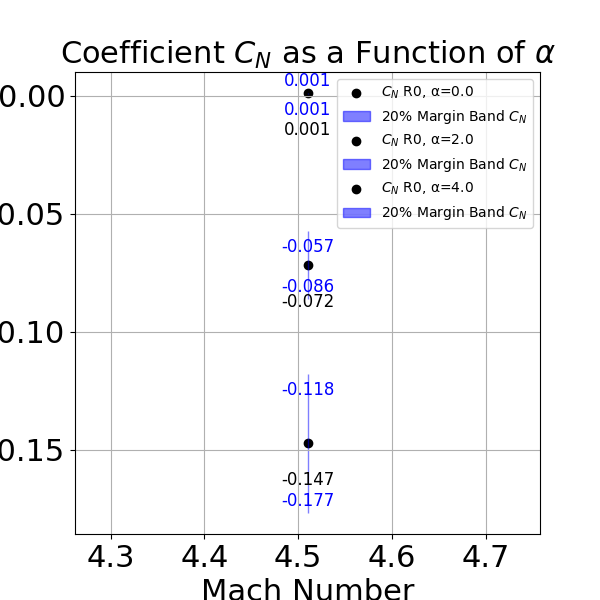 Coefficient C_N as a Function of α
0.00
0.05
0.10
0.15
0.001
0.001
0.001
-0.057
-0.086
-0.072
-0.118
-0.147
-0.177
C_N R0, α=0.0
20% Margin Band C_N
C_N R0, α=2.0
20% Margin Band C_N
C_N R0, α=4.0
20% Margin Band C_N
4.3 4.4 4.5 4.6 4.7
Mach Number